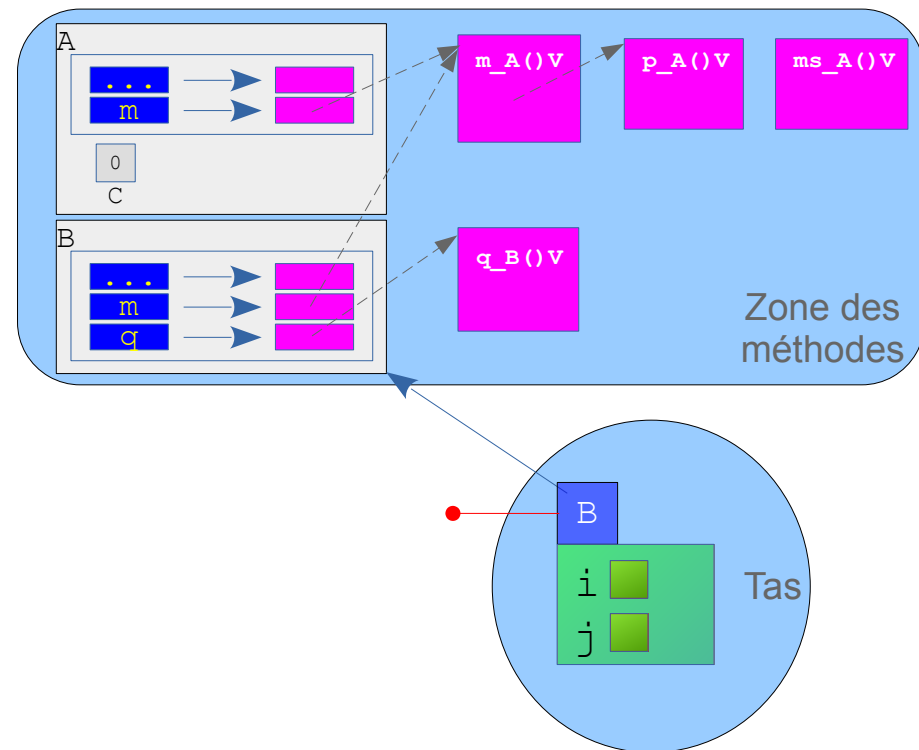 A
m_A()V
p_A()V
ms_A()V
...
m
0
C
B
...
m
q
q_B()V
Zone des
méthodes
B
i
j
Tas